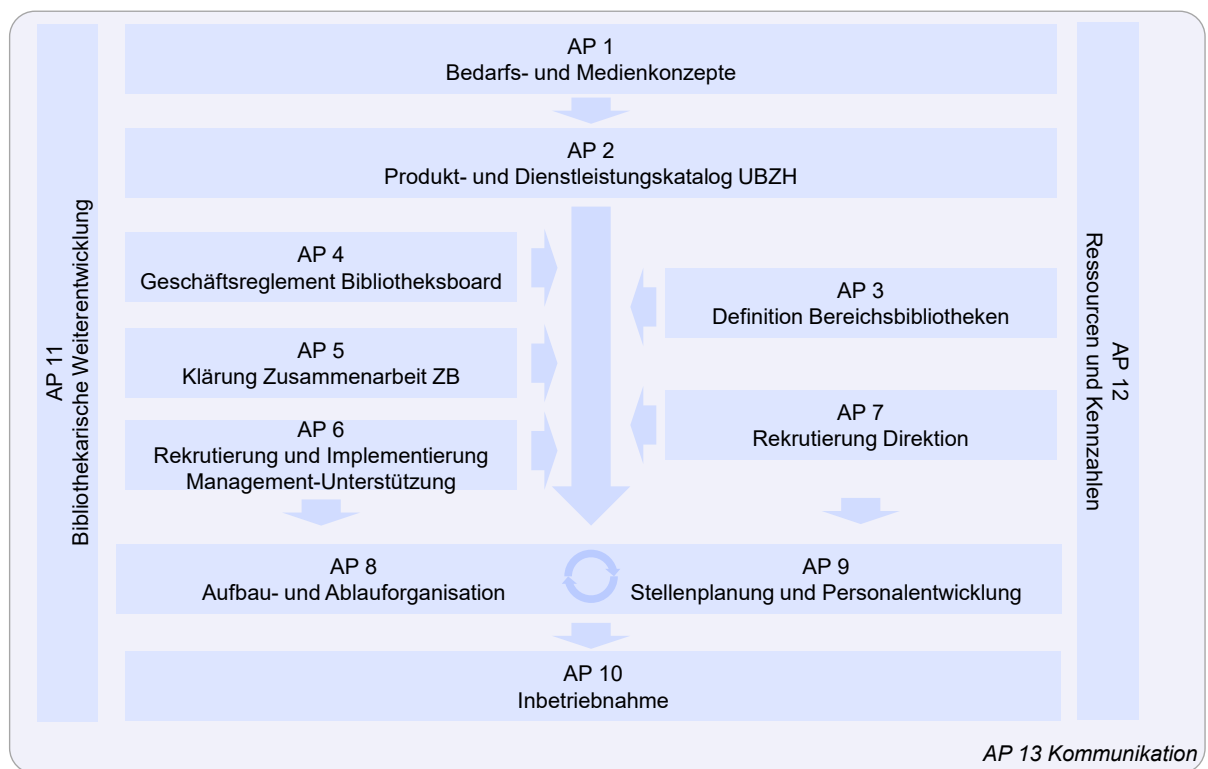 AP 1
Bedarfs- und Medienkonzepte
AP 2
Produkt- und Dienstleistungskatalog UBZH
AP 4
Geschäftsreglement Bibliotheksboard
AP 3
Definition Bereichsbibliotheken
AP 5
Klärung Zusammenarbeit ZB
AP 6
Rekrutierung und Implementierung
Management-Unterstützung
AP 7
Rekrutierung Direktion
AP 8
Aufbau- und Ablauforganisation
AP 9
Stellenplanung und Personalentwicklung
AP 10
Inbetriebnahme
AP 11
Bibliothekarische Weiterentwicklung
AP 12
Ressourcen und Kennzahlen
AP 13 Kommunikation